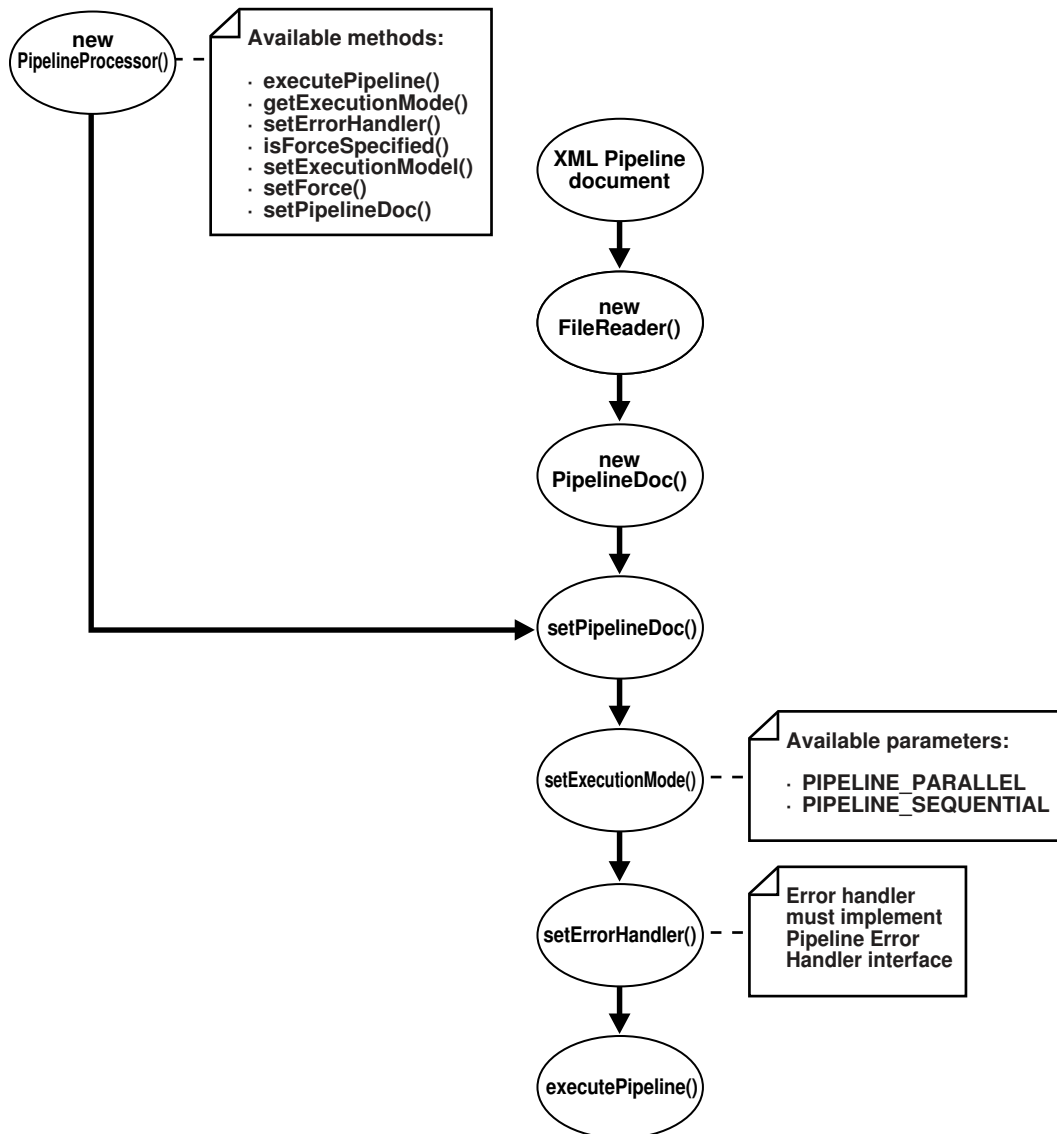 new
PipelineProcessor()
Available methods:
· executePipeline()
· getExecutionMode()
· setErrorHandler()
· isForceSpecified()
· setExecutionModel()
· setForce()
· setPipelineDoc()
XML Pipeline
document
new
FileReader()
new
PipelineDoc()
setPipelineDoc()
setExecutionMode()
Available parameters:
· PIPELINE_PARALLEL
· PIPELINE_SEQUENTIAL
setErrorHandler()
Error handler
must implement
Pipeline Error
Handler interface
executePipeline()